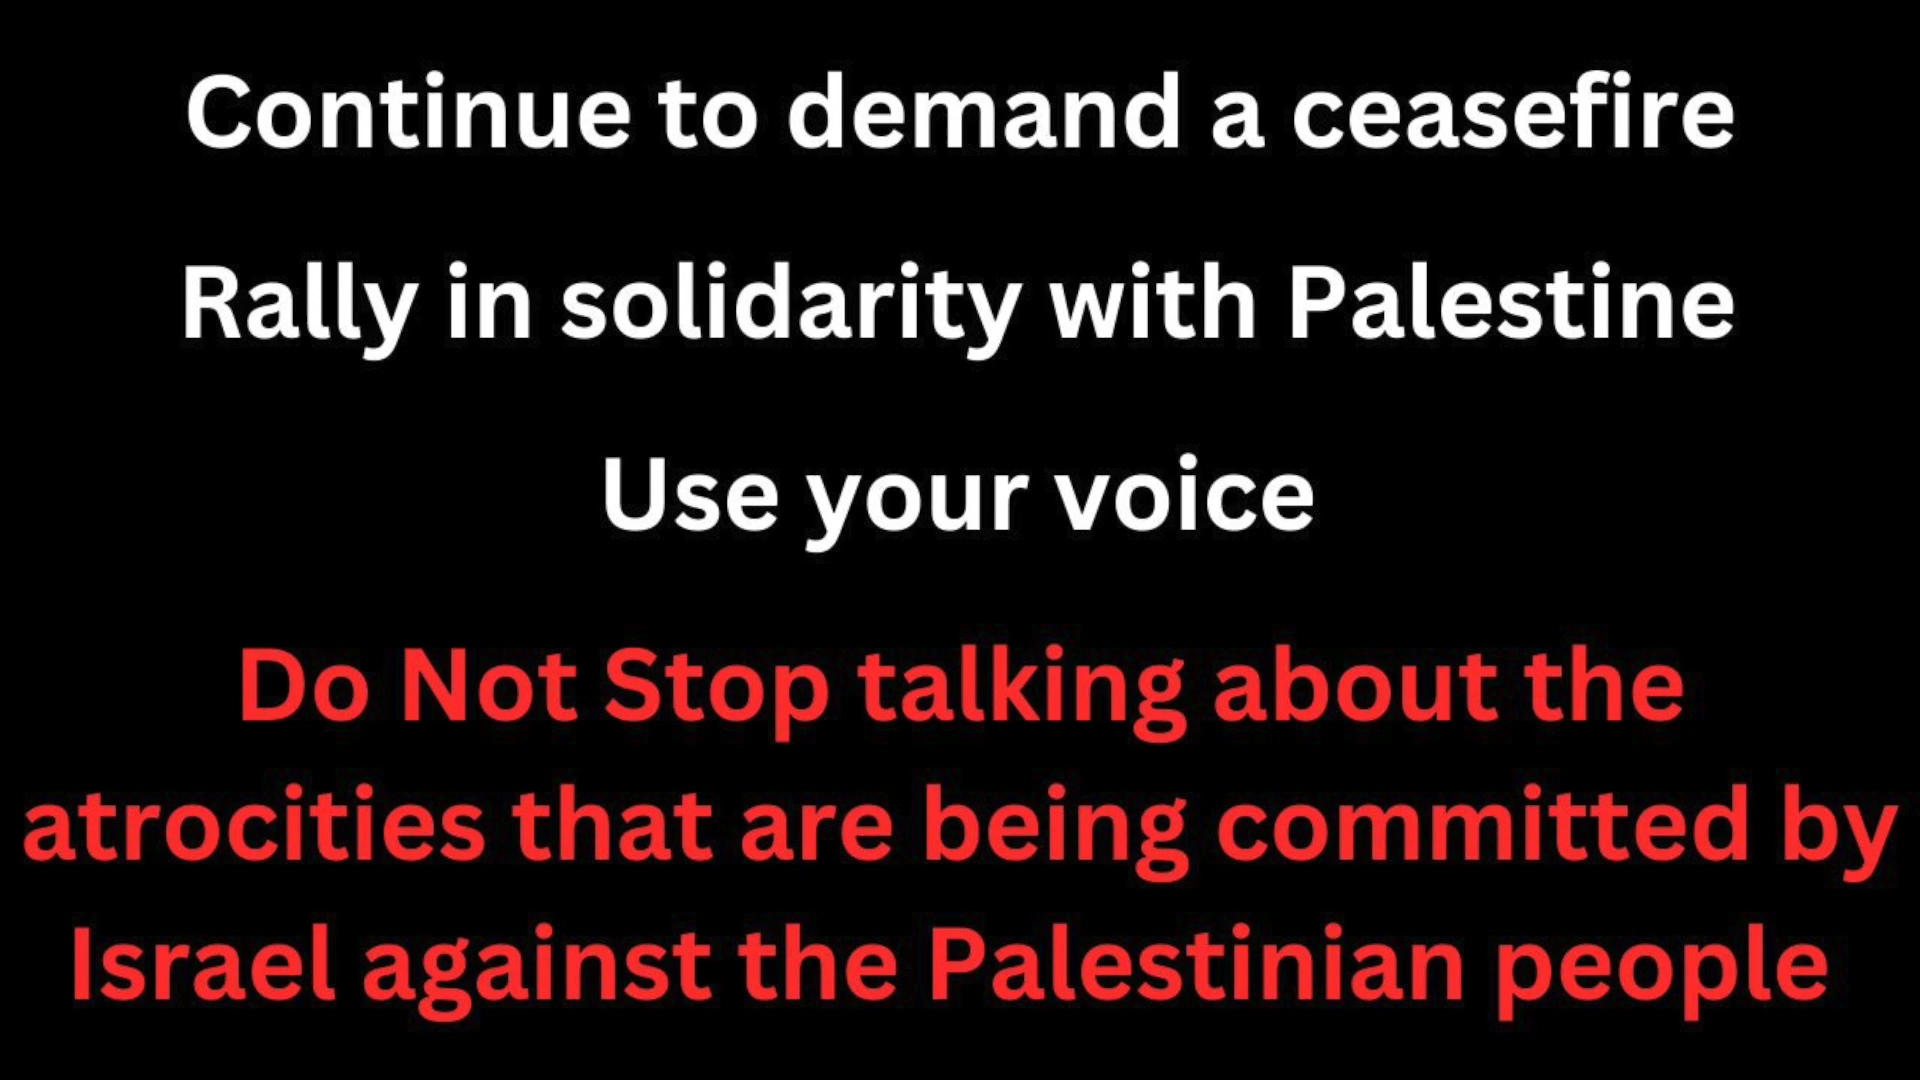 Continue to demand a ceasefire
Rally in solidarity with Palestine
Use your voice
Do Not Stop talking about the
atrocities that are being committed by
Israel against the Palestinian people